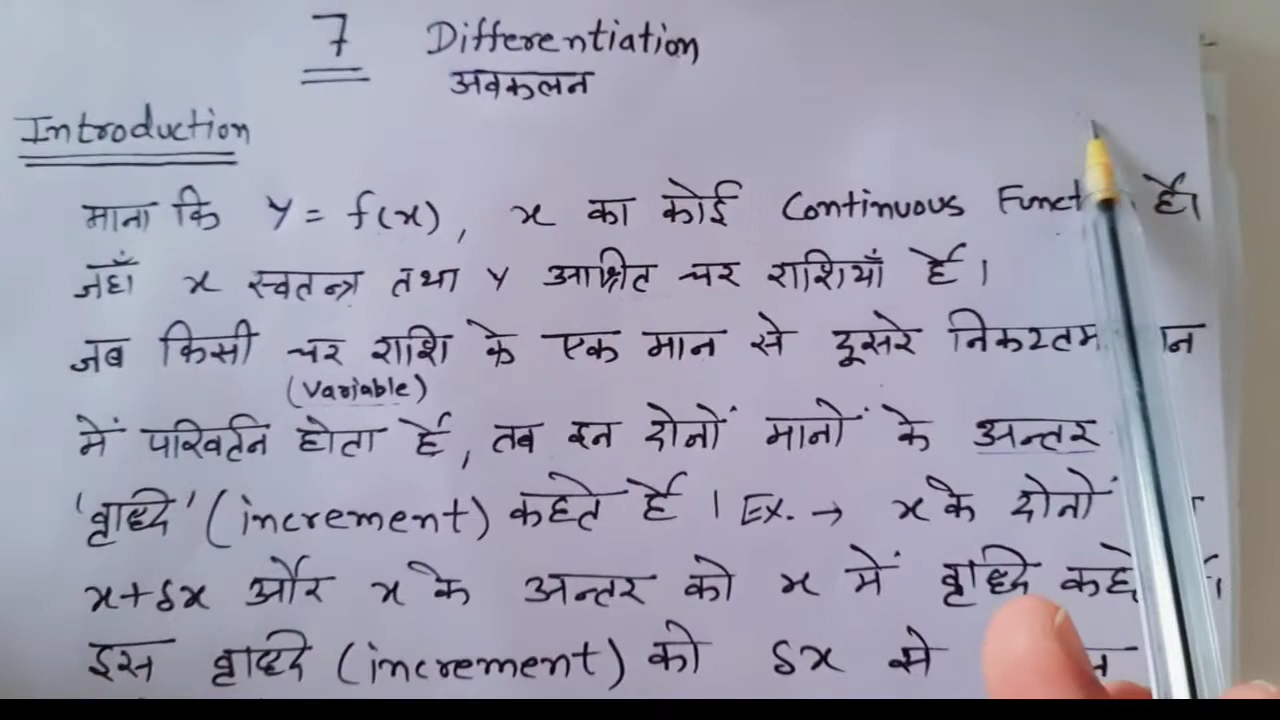 7 Differentiation
अवकलन
Introduction
माना कि y = f(x), x का कोई Continuous Funct है।
जहाँ x स्वतन्त्र तथा y आश्रित चर राशियाँ हैं।
जब किसी चर राशि के एक मान से दूसरे निकटतम
(Variable)
में परिवर्तन होता है, तब इन दोनों मानों के अन्तर
'वृद्धि' (increment) कहते हैं। Ex. → x के दोनों
x+δx और x के अन्तर को x में वृद्धि
इस वृद्धि (increment) को δx से